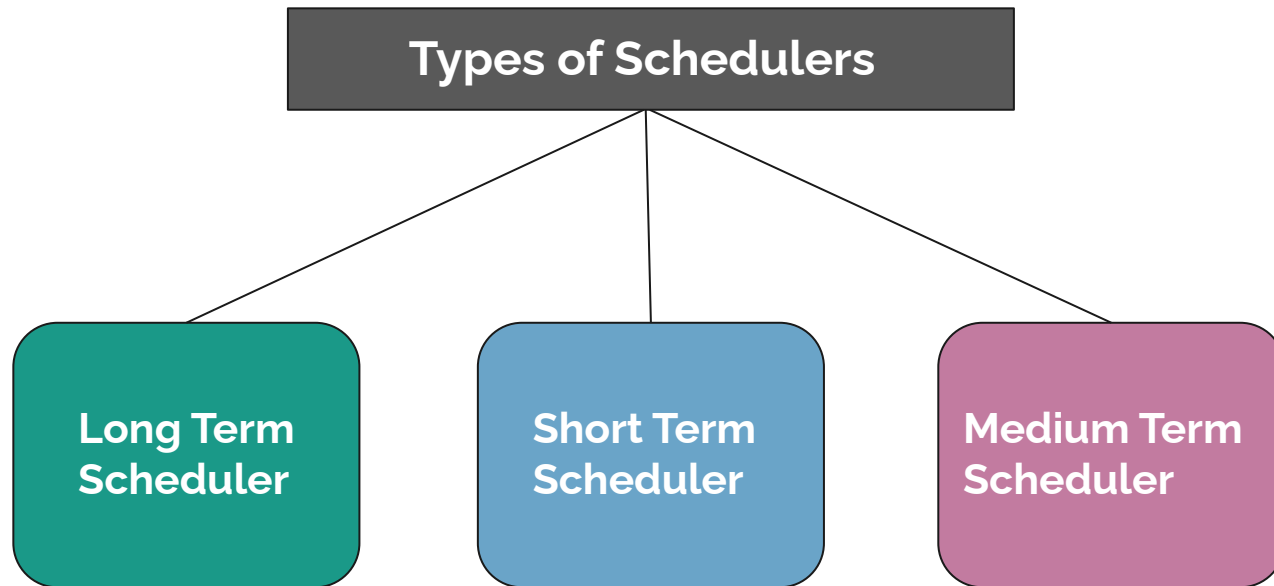 Types of Schedulers
Long Term
Scheduler
Short Term
Scheduler
Medium Term
Scheduler